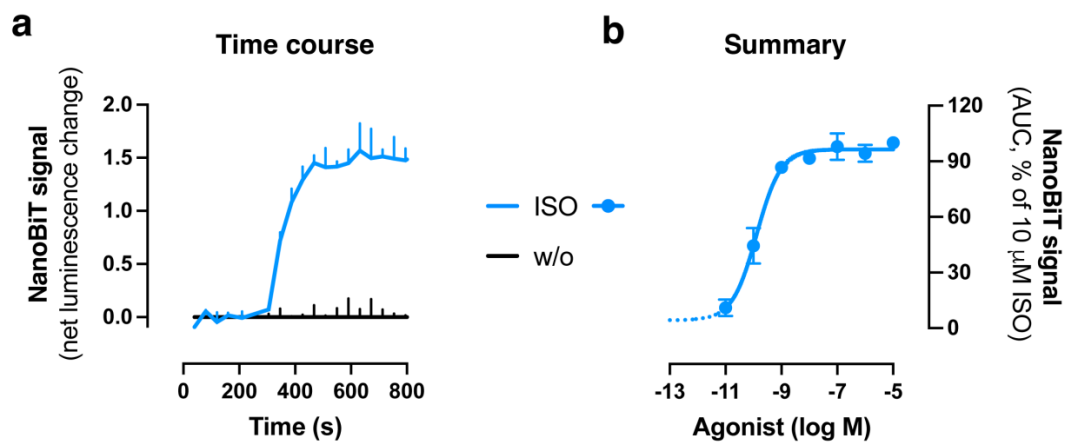 a
Time course
NanoBiT signal
(net luminescence change)
2.0
1.5
1.0
0.5
0.0
0
200
400
600
800
Time (s)
ISO
w/o
b
Summary
120
90
60
30
0
NanoBiT signal
(AUC, % of 10 μM ISO)
-13
-11
-9
-7
-5
Agonist (log M)